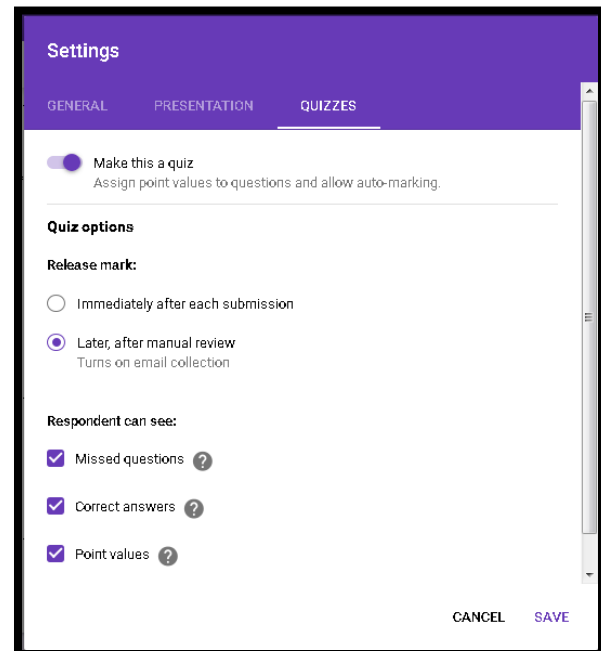 Settings
GENERAL PRESENTATION QUIZZES
Make this a quiz
Assign point values to questions and allow auto-marking.
Quiz options
Release mark:
Immediately after each submission
Later, after manual review
Turns on email collection
Respondent can see:
Missed questions ?
Correct answers ?
Point values ?
CANCEL SAVE